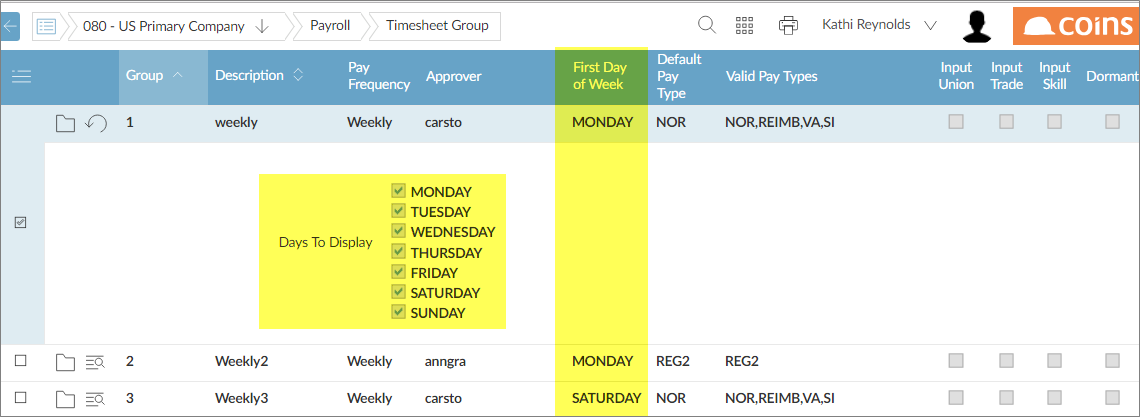 080 - US Primary Company Payroll Timesheet Group Kathi Reynolds coins
Group Description Pay Frequency Approver First Day of Week Default Pay Type Valid Pay Types Input Union Input Trade Input Skill Dormant
1 weekly Weekly carsto MONDAY NOR NOR,REIMB,VA,SI
MONDAY
TUESDAY
WEDNESDAY
Days To Display
THURSDAY
FRIDAY
SATURDAY
SUNDAY
2 Weekly2 Weekly anngra MONDAY REG2 REG2
3 Weekly3 Weekly carsto SATURDAY NOR NOR,REIMB,VA,SI